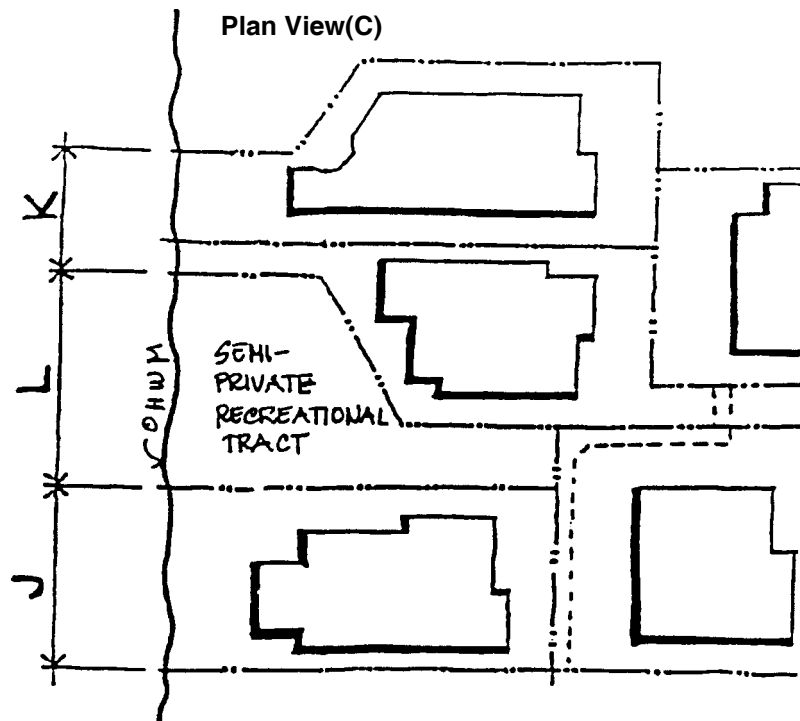 Plan View(C)
K
L
J
OHWM
SEMI-
PRIVATE
RECREATIONAL
TRACT